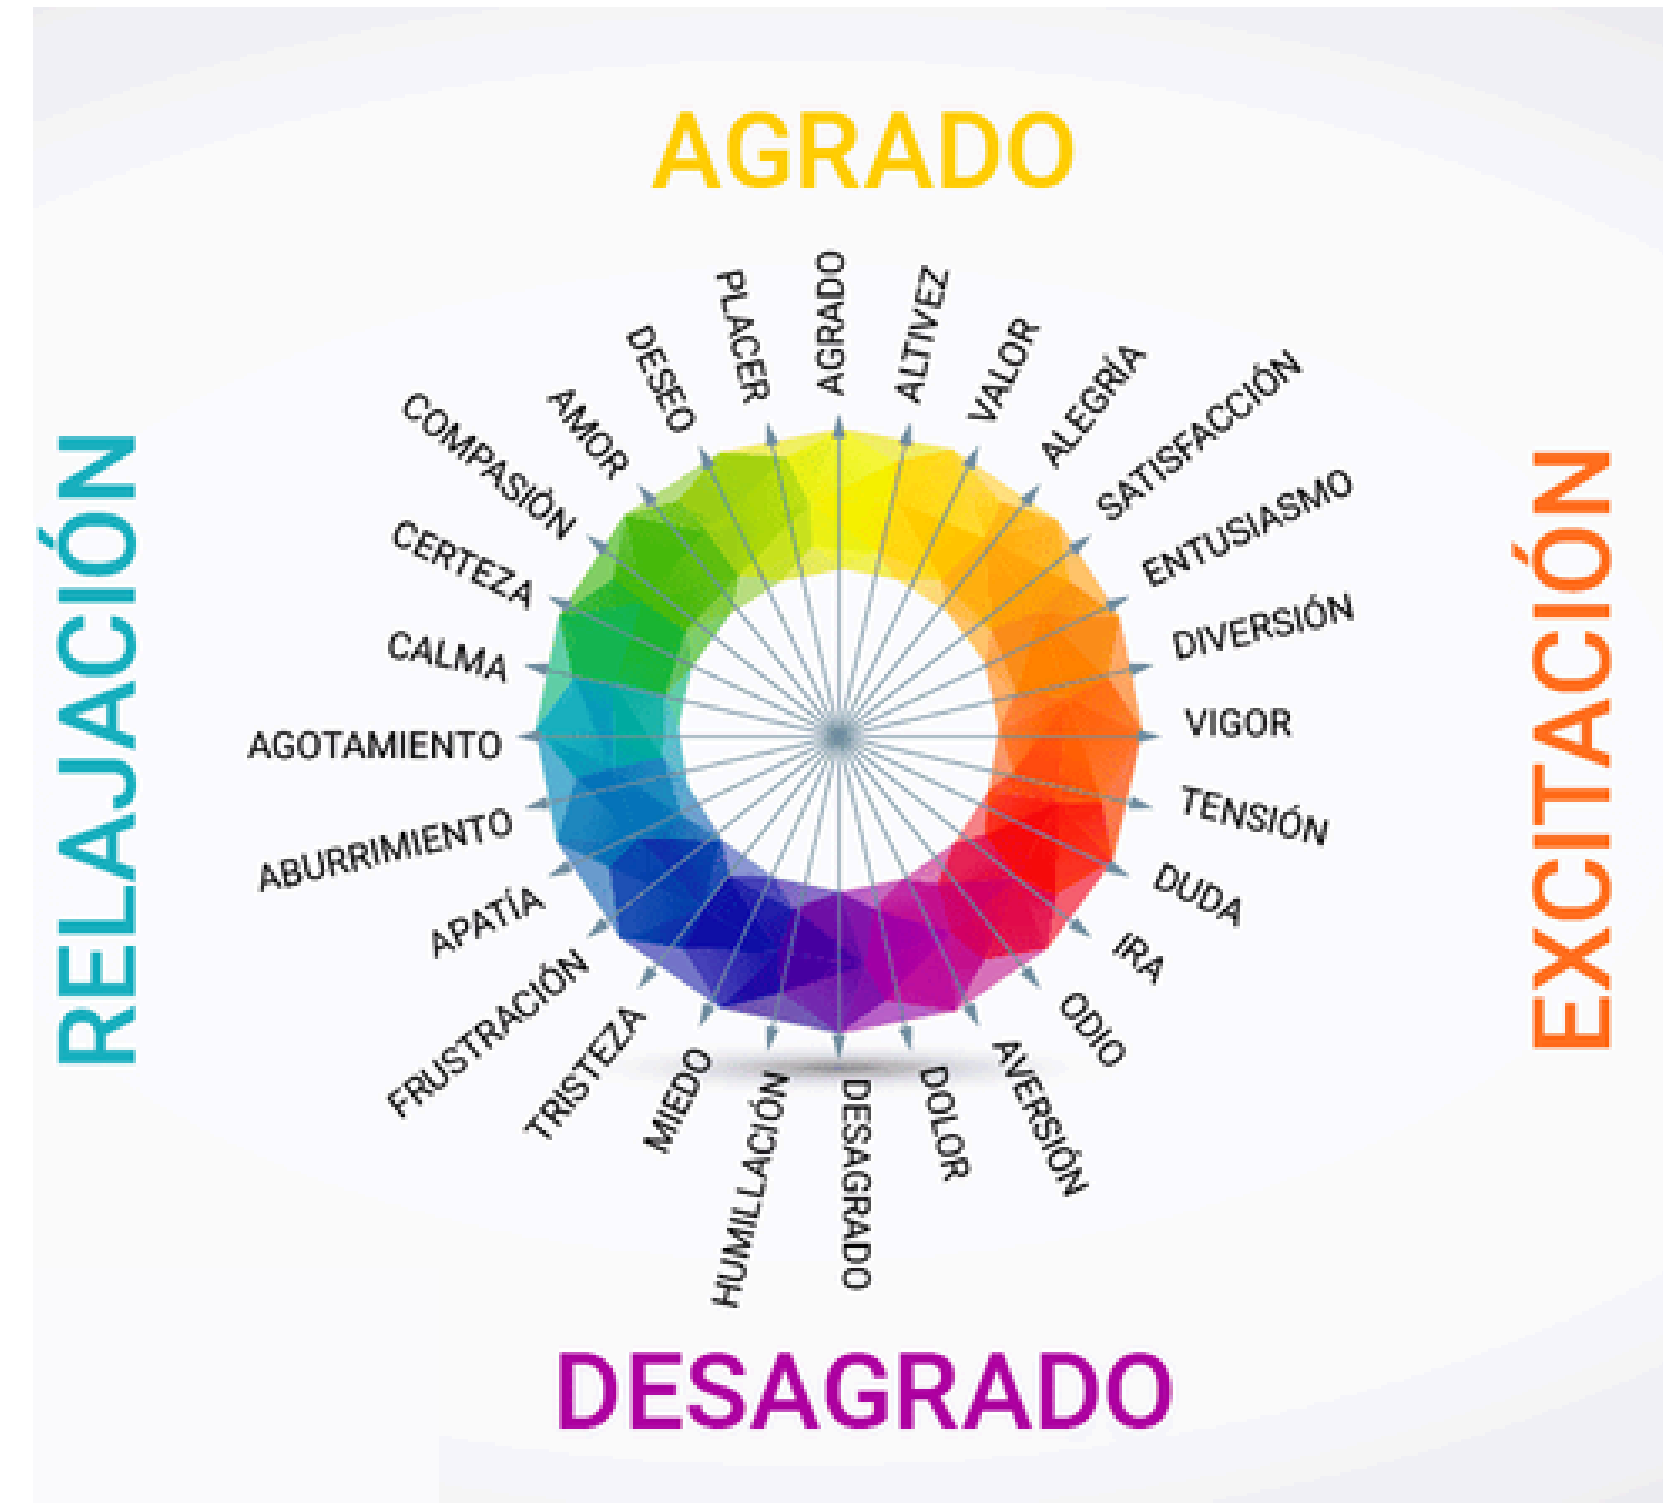 AGRADO
AGRADO
ALTIVEZ
VALOR
ALEGRÍA
SATISFACCIÓN
ENTUSIASMO
DIVERSIÓN
VIGOR
TENSIÓN
DUDA
IRA
ODIO
AVERSIÓN
DOLOR
DESAGRADO
HUMILLACIÓN
MIEDO
TRISTEZA
FRUSTRACIÓN
APATÍA
ABURRIMIENTO
AGOTAMIENTO
CALMA
CERTEZA
COMPASIÓN
AMOR
DESEO
PLACER
EXCITACIÓN
DESAGRADO
RELAJACIÓN